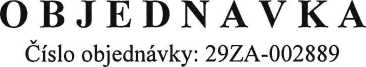 O B J E D N A V K A
Číslo objednávky: 29ZA-002889